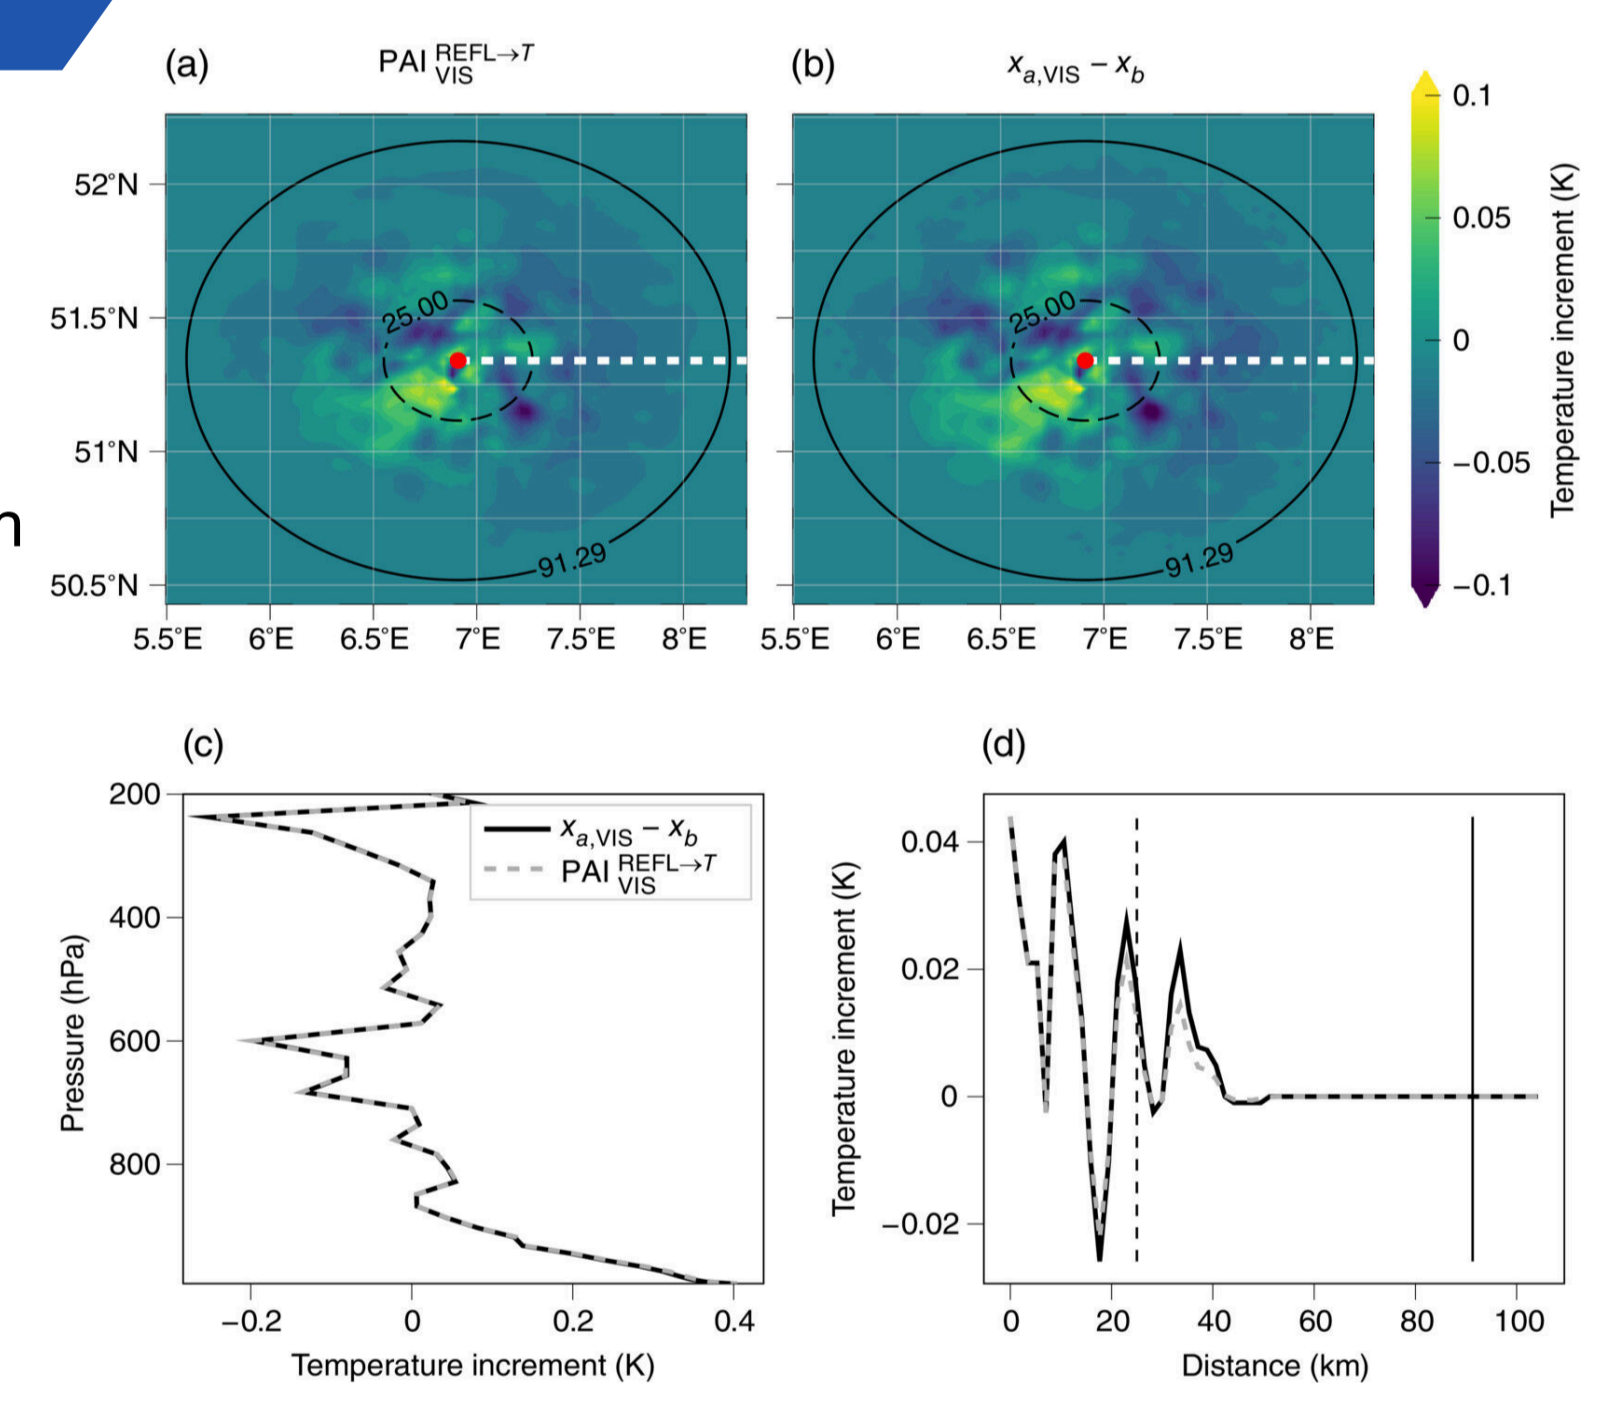 (a) PAI REFL→T VIS
(b) x a,VIS − x b
52°N
51.5°N
51°N
50.5°N
25.00
91.29
5.5°E 6°E 6.5°E 7°E 7.5°E 8°E
25.00
91.29
5.5°E 6°E 6.5°E 7°E 7.5°E 8°E
0.1
0.05
0
−0.05
−0.1
Temperature increment (K)
n
(c)
200
400
600
800
Pressure (hPa)
x a,VIS − x b
PAI REFL→T VIS
−0.2 0 0.2 0.4
Temperature increment (K)
(d)
0.04
0.02
0
−0.02
Temperature increment (K)
0 20 40 60 80 100
Distance (km)